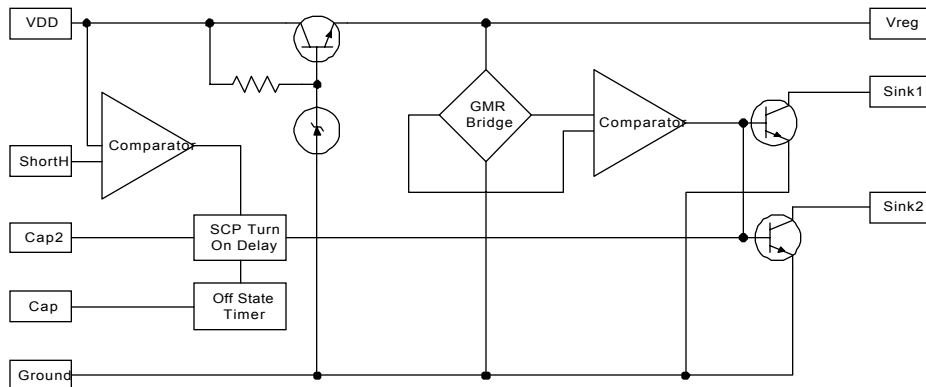 VDD
Vreg
GMR
Bridge
Sink1
Comparator
Comparator
ShortH
Sink2
Cap2
SCP Turn
On Delay
Cap
Off State
Timer
Ground